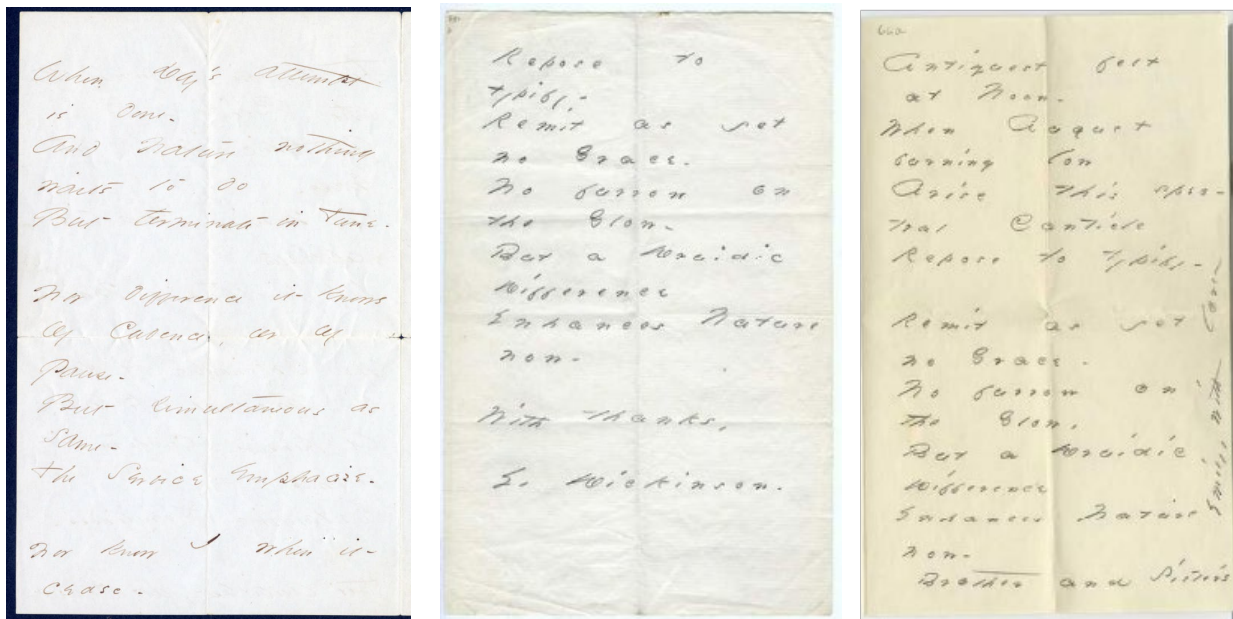 When Day's attempt
is done -
And Nature nothing
waits to do
But terminate in Tune.
Nor difference it knows
Of Cadence, or of
Pause -
But simultaneous as
Same -
The Service emphasize -
Nor know I when it
cease -
Repose to
typify -
Remit as yet
no Grace -
No furrow on
the Glow -
But a Druidic
Difference
Enhances Nature
now -
With thanks,
E. Dickinson -
662
Antiquest felt
at Noon -
When August
burning low
Arise this spec-
tral Canticle
Repose to typify -
Remit as yet
no Grace -
No furrow on
the Glow,
But a Druidic
Difference
Enhances Nature
now -
Brother and Sister's
Emily, with love